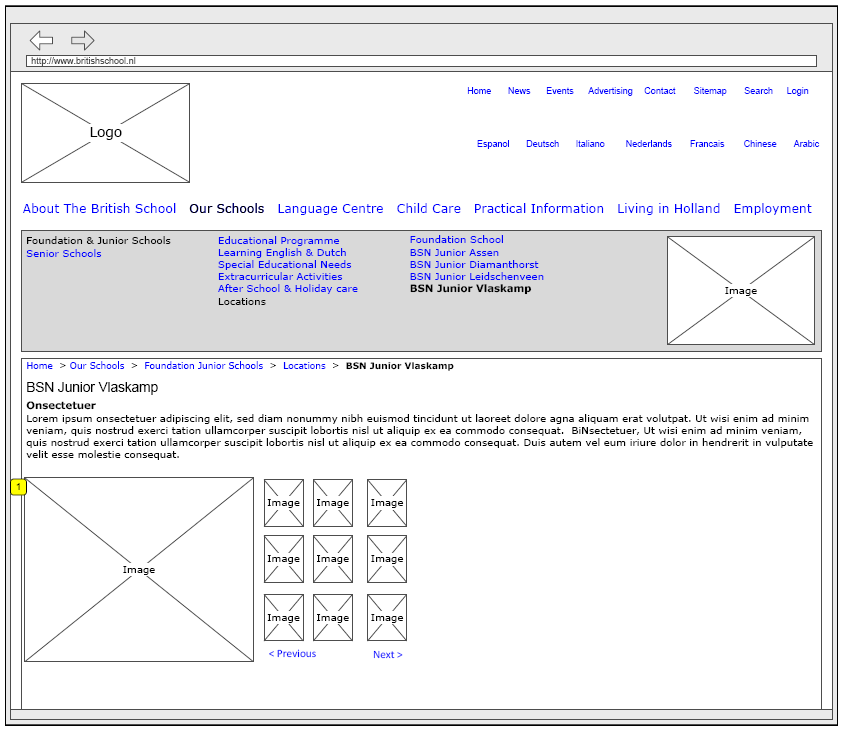 http://www.britishschool.nl
Logo
Home News Events Advertising Contact Sitemap Search Login
Espanol Deutsch Italiano Nederlands Francais Chinese Arabic
About The British School Our Schools Language Centre Child Care Practical Information Living in Holland Employment
Foundation & Junior Schools
Senior Schools
Educational Programme
Learning English & Dutch
Special Educational Needs
Extracurricular Activities
After School & Holiday care
Locations
Foundation School
BSN Junior Assen
BSN Junior Diamanthorst
BSN Junior Leidschenveen
BSN Junior Vlaskamp
Image
Home > Our Schools > Foundation Junior Schools > Locations > BSN Junior Vlaskamp
BSN Junior Vlaskamp
Onsectetuer
Lorem ipsum onsectetuer adipiscing elit, sed diam nonummy nibh euismod tincidunt ut laoreet dolore agna aliquam erat volutpat. Ut wisi enim ad minim
veniam, quis nostrud exerci tation ullamcorper suscipit lobortis nisl ut aliquip ex ea commodo consequat. BiNsectetuer, Ut wisi enim ad minim veniam,
quis nostrud exerci tation ullamcorper suscipit lobortis nisl ut aliquip ex ea commodo consequat. Duis autem vel eum iriure dolor in hendrerit in vulputate
velit esse molestie consequat.
1
Image
Image Image Image
Image Image Image
Image Image Image
< Previous Next >